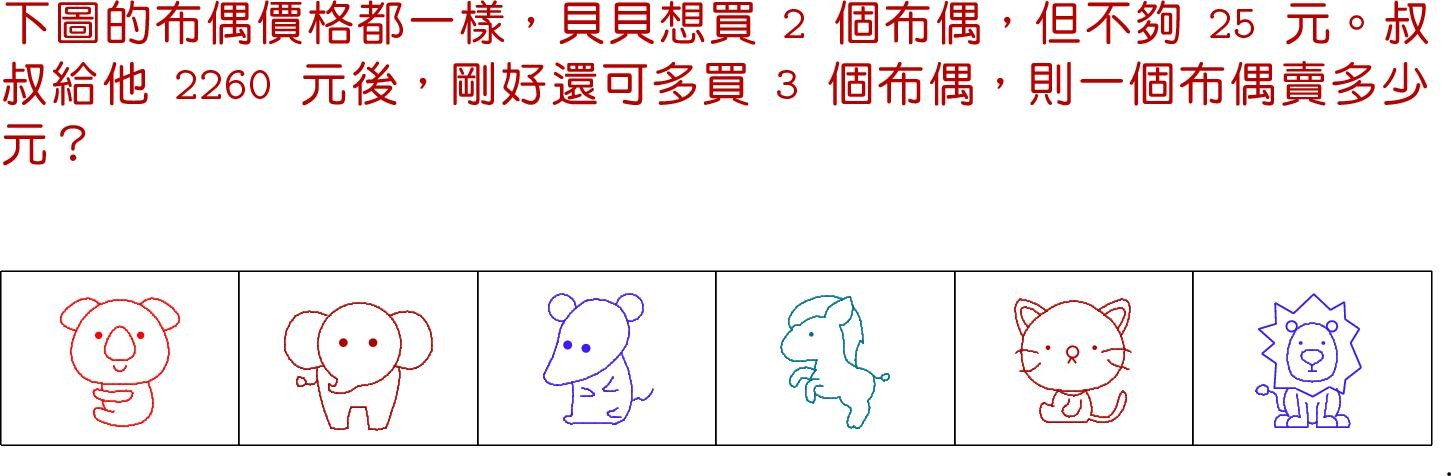 下圖的布偶價格都一樣，貝貝想買 2 個布偶，但不夠 25 元。叔
叔給他 2260 元後，剛好還可多買 3 個布偶，則一個布偶賣多少
元？